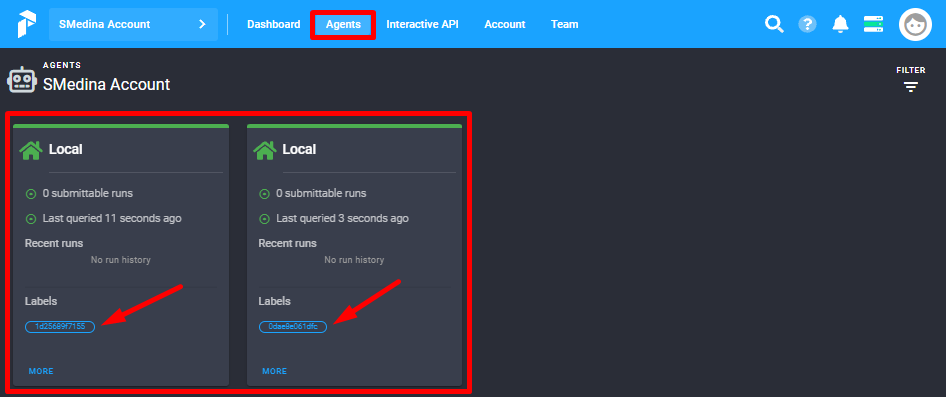 SMedina Account
Dashboard
Agents
Interactive API
Account
Team
AGENTS
SMedina Account
FILTER
Local
0 submittable runs
Last queried 11 seconds ago
Recent runs
No run history
Labels
1d25689f7155
MORE
Local
0 submittable runs
Last queried 3 seconds ago
Recent runs
No run history
Labels
0dae8e061dfc
MORE